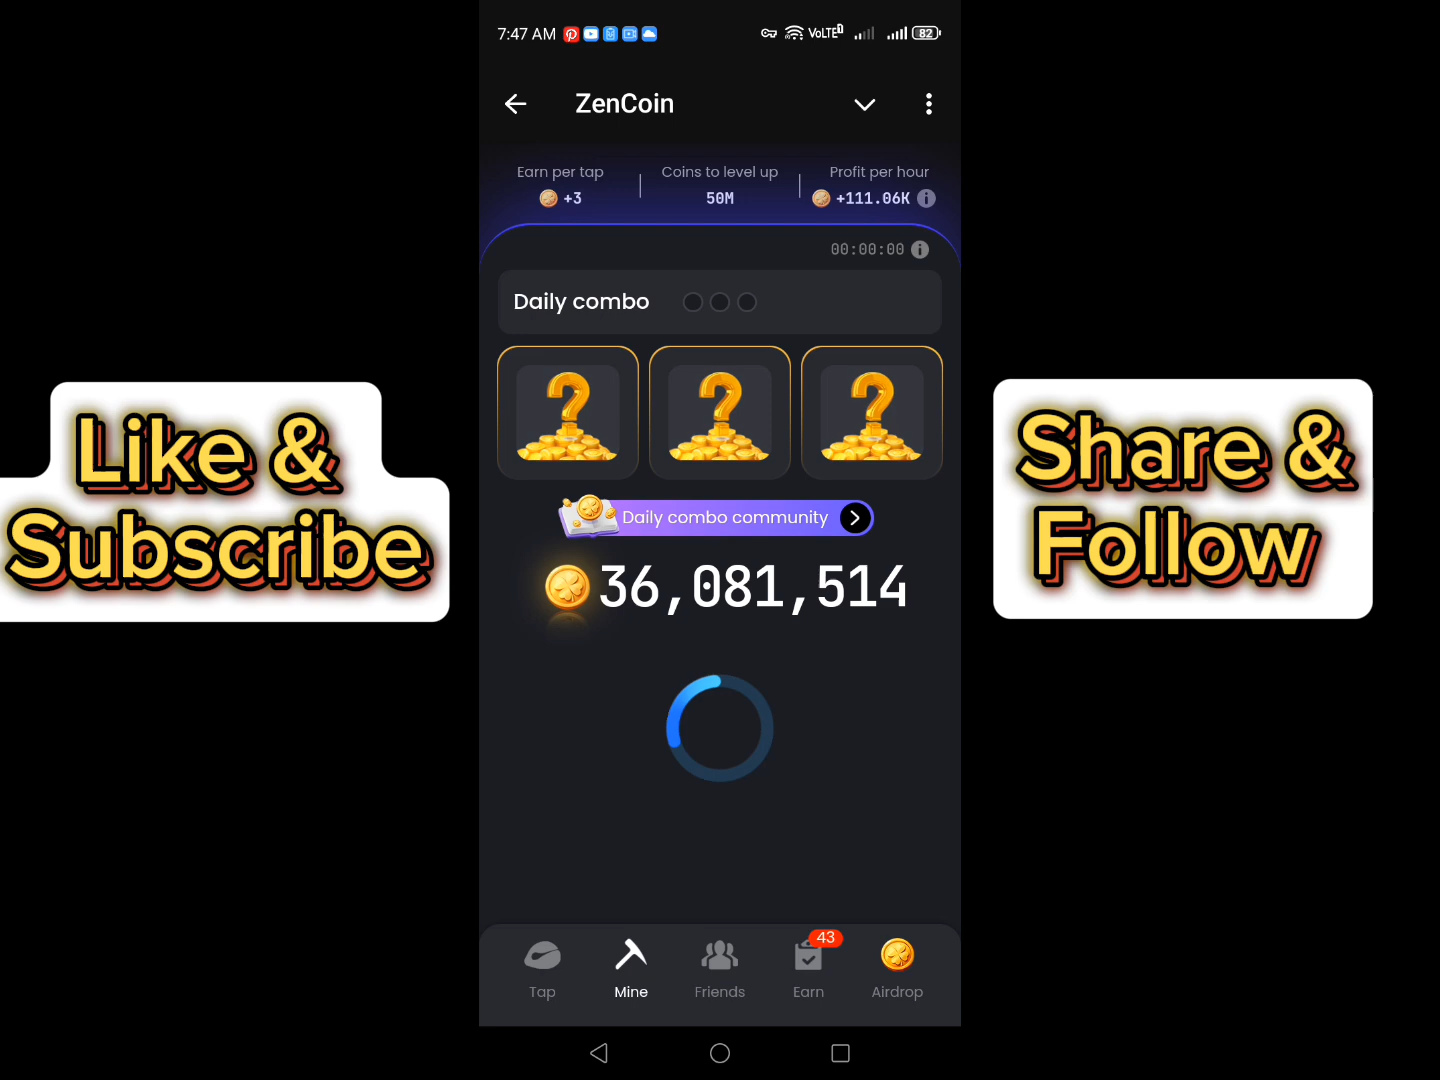 7:47 AM
VoLTE
82
ZenCoin
Earn per tap
+3
Coins to level up
50M
Profit per hour
+111.06K
00:00:00
Daily combo
Daily combo community
36,081,514
Like &
Subscribe
Share &
Follow
Tap
Mine
Friends
43
Earn
Airdrop